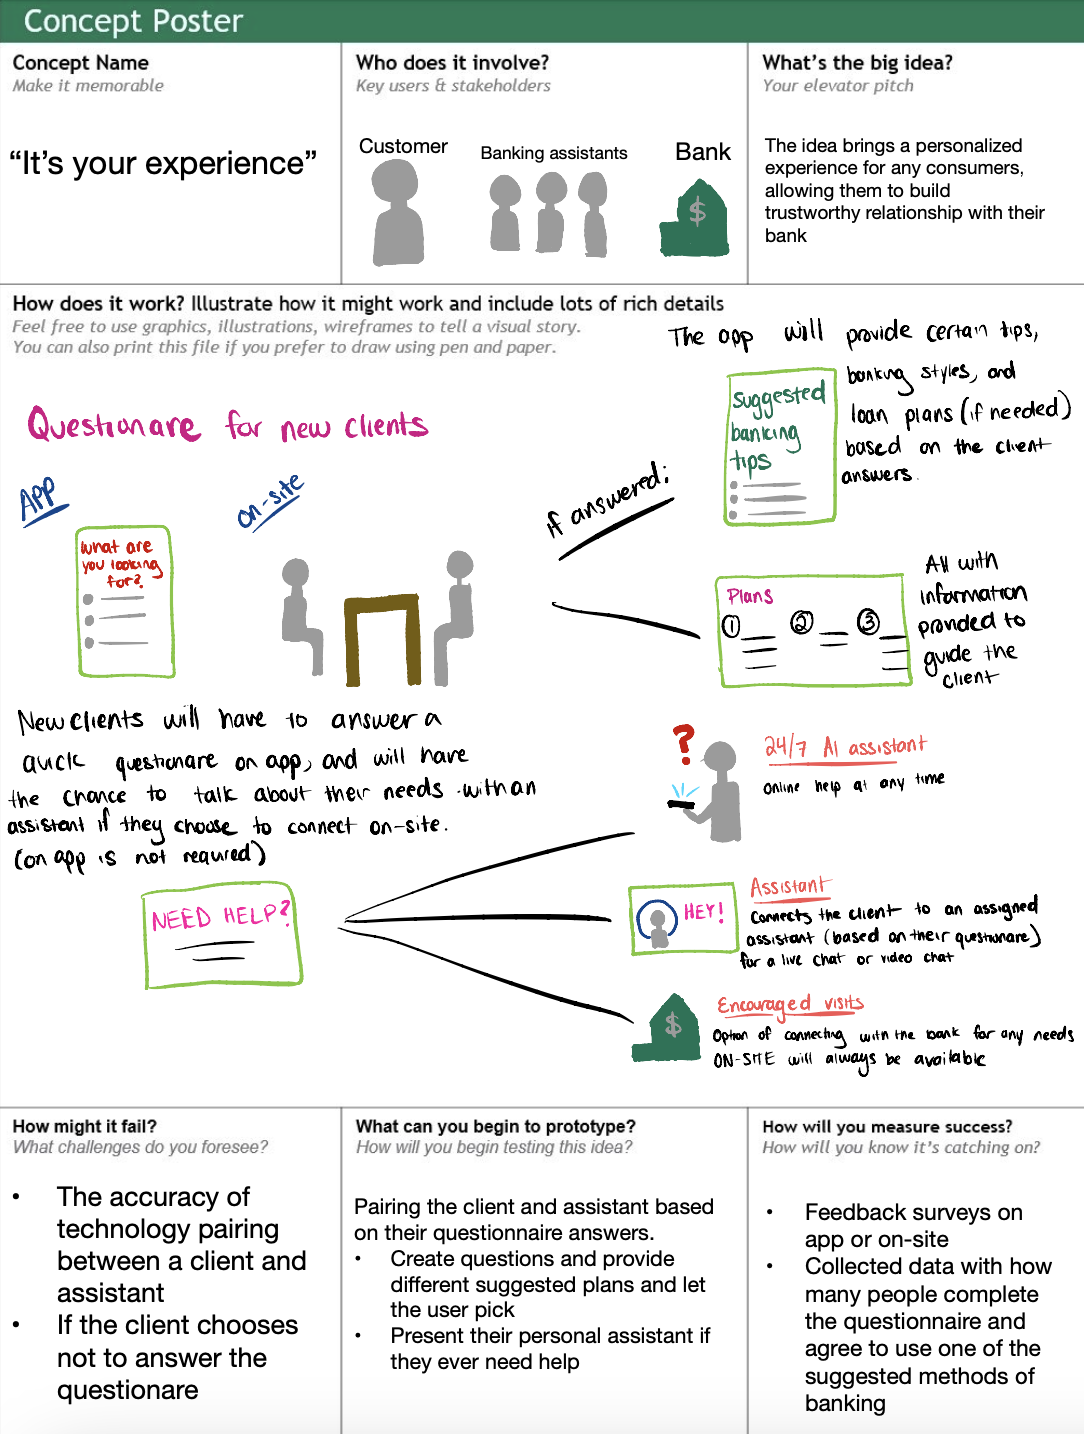 Concept Poster
Concept Name
Make it memorable
“It’s your experience”
Who does it involve?
Key users & stakeholders
Customer
Banking assistants
Bank
$
What’s the big idea?
Your elevator pitch
The idea brings a personalized
experience for any consumers,
allowing them to build
trustworthy relationship with their
bank
How does it work? Illustrate how it might work and include lots of rich details
Feel free to use graphics, illustrations, wireframes to tell a visual story.
You can also print this file if you prefer to draw using pen and paper.
Questionare for new clients
APP
on-site
What are
you looking
for?
New clients will have to answer a
quick questionare on app, and will have
the chance to talk about their needs with an
assistant if they choose to connect on-site.
(on app is not required)
If answered:
The app will provide certain tips,
banking styles, and
loan plans (if needed)
based on the client
answers.
Suggested
banking
tips
Plans
1 2 3
All with
information
provided to
guide the
client
NEED HELP?
?
24/7 AI assistant
online help at any time
HEY!
Assistant
Connects the client to an assigned
assistant (based on their questionare)
for a live chat or video chat
$
Encouraged visits
Option of connecting with the bank for any needs
ON-SITE will always be available
How might it fail?
What challenges do you foresee?
• The accuracy of
technology pairing
between a client and
assistant
• If the client chooses
not to answer the
questionare
What can you begin to prototype?
How will you begin testing this idea?
Pairing the client and assistant based
on their questionnaire answers.
• Create questions and provide
different suggested plans and let
the user pick
• Present their personal assistant if
they ever need help
How will you measure success?
How will you know it’s catching on?
• Feedback surveys on
app or on-site
• Collected data with how
many people complete
the questionnaire and
agree to use one of the
suggested methods of
banking